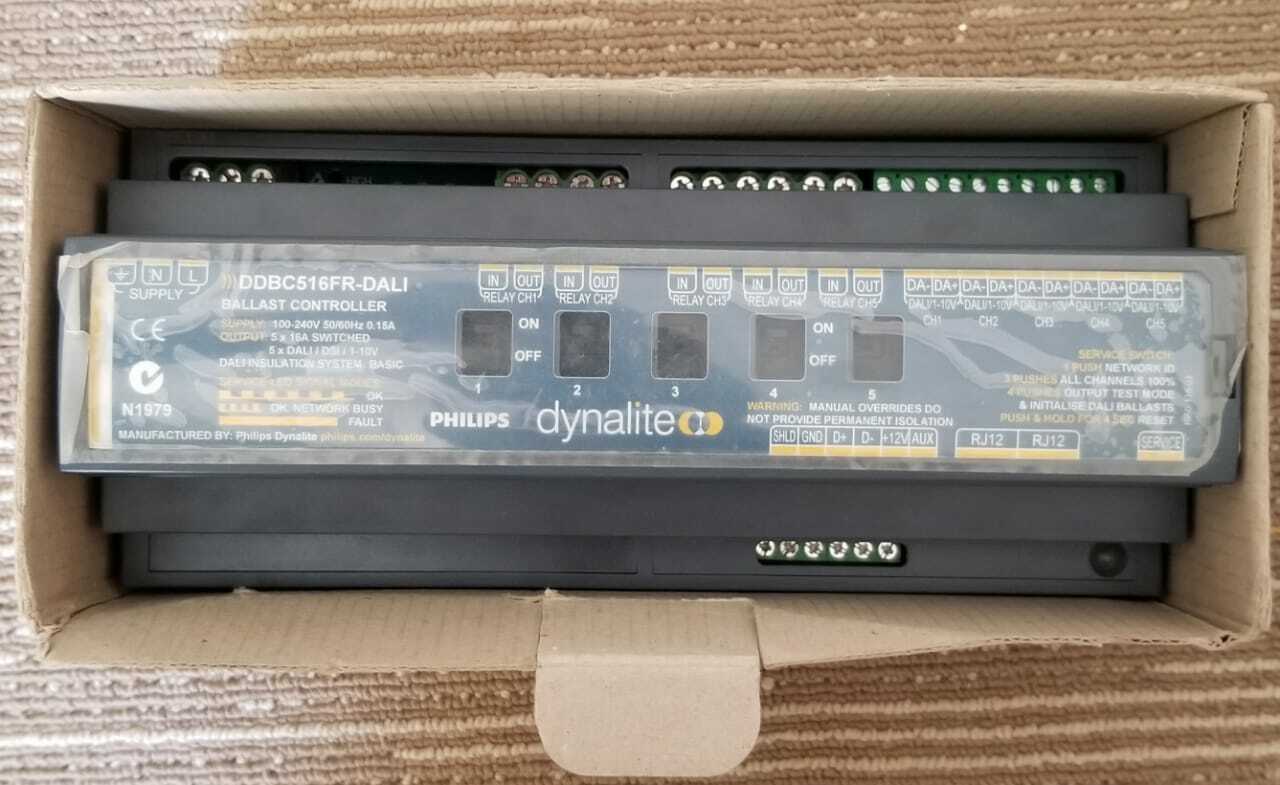 HIGH
N L
SUPPLY
DDBC516FR-DALI
BALLAST CONTROLLER
SUPPLY: 100-240V 50/60Hz 0.18A
OUTPUT: 5 x 16A SWITCHED
5 x DALI / DSI / 1-10V
DALI INSULATION SYSTEM: BASIC
SERVICE LED SIGNAL MODES
OK
OK, NETWORK BUSY
FAULT
CE
N1979
MANUFACTURED BY: Philips Dynalite philips.com/dynalite
IN OUT IN OUT IN OUT IN OUT IN OUT
RELAY CH1 RELAY CH2 RELAY CH3 RELAY CH4 RELAY CH5
ON
OFF
ON
OFF
1 2 3 4 5
PHILIPS dynalite
DA- DA+ DA- DA+ DA- DA+ DA- DA+ DA- DA+
DALI/1-10V DALI/1-10V DALI/1-10V DALI/1-10V DALI/1-10V
CH1 CH2 CH3 CH4 CH5
SERVICE SWITCH:
1 PUSH NETWORK ID
3 PUSHES ALL CHANNELS 100%
4 PUSHES OUTPUT TEST MODE
& INITIALISE DALI BALLASTS
PUSH & HOLD FOR 4 SEC RESET
WARNING: MANUAL OVERRIDES DO
NOT PROVIDE PERMANENT ISOLATION
SHLD GND D+ D- +12V AUX
RJ12 RJ12
SERVICE